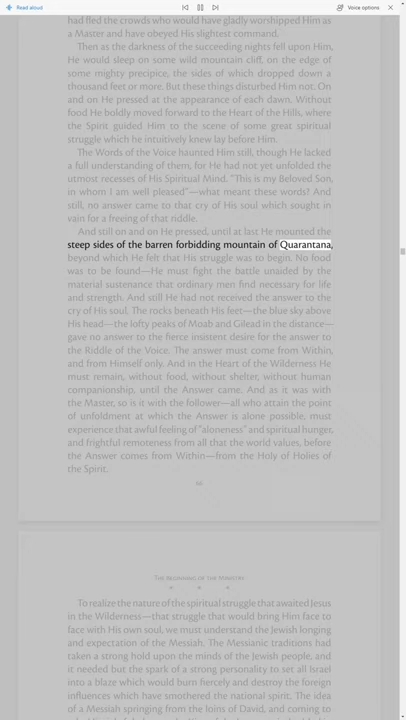 Read aloud
Voice options
had fled the crowds who would have gladly worshipped Him as
a Master and have obeyed His slightest command.
Then as the darkness of the succeeding nights fell upon Him,
He would sleep on some wild mountain cliff, on the edge of
some mighty precipice, the sides of which dropped down a
thousand feet or more. But these things disturbed Him not. On
and on He pressed at the appearance of each dawn. Without
food He boldly moved forward to the Heart of the Hills, where
the Spirit guided Him to the scene of some great spiritual
struggle which he intuitively knew lay before Him.
The Words of the Voice haunted Him still, though He lacked
a full understanding of them, for He had not yet unfolded the
utmost recesses of His Spiritual Mind. "This is my Beloved Son,
in whom I am well pleased"—what meant these words? And
still, no answer came to that cry of His soul which sought in
vain for a freeing of that riddle.
And still on and on He pressed, until at last He mounted the
steep sides of the barren forbidding mountain of Quarantana,
beyond which He felt that His struggle was to begin. No food
was to be found—He must fight the battle unaided by the
material sustenance that ordinary men find necessary for life
and strength. And still He had not received the answer to the
cry of His soul. The rocks beneath His feet—the blue sky above
His head—the lofty peaks of Moab and Gilead in the distance—
gave no answer to the fierce insistent desire for the answer to
the Riddle of the Voice. The answer must come from Within,
and from Himself only. And in the Heart of the Wilderness He
must remain, without food, without shelter, without human
companionship, until the Answer came. And as it was with
the Master, so is it with the follower—all who attain the point
of unfoldment at which the Answer is alone possible, must
experience that awful feeling of "aloneness" and spiritual hunger,
and frightful remoteness from all that the world values, before
the Answer comes from Within—from the Holy of Holies of
the Spirit.
The Beginning of the Ministry
To realize the nature of the spiritual struggle that awaited Jesus
in the Wilderness—that struggle that would bring Him face to
face with His own soul, we must understand the Jewish longing
and expectation of the Messiah. The Messianic traditions had
taken a strong hold upon the minds of the Jewish people, and
it needed but the spark of a strong personality to set all Israel
into a blaze which would burn fiercely and destroy the foreign
influences which have smothered the national spirit. The idea
of a Messiah springing from the loins of David, and coming to